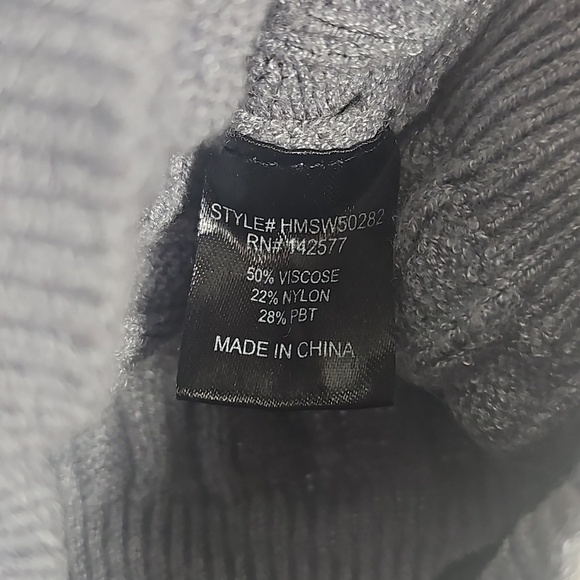 STYLE# HMSW50282
RN# 142577
50% VISCOSE
22% NYLON
28% PBT
MADE IN CHINA